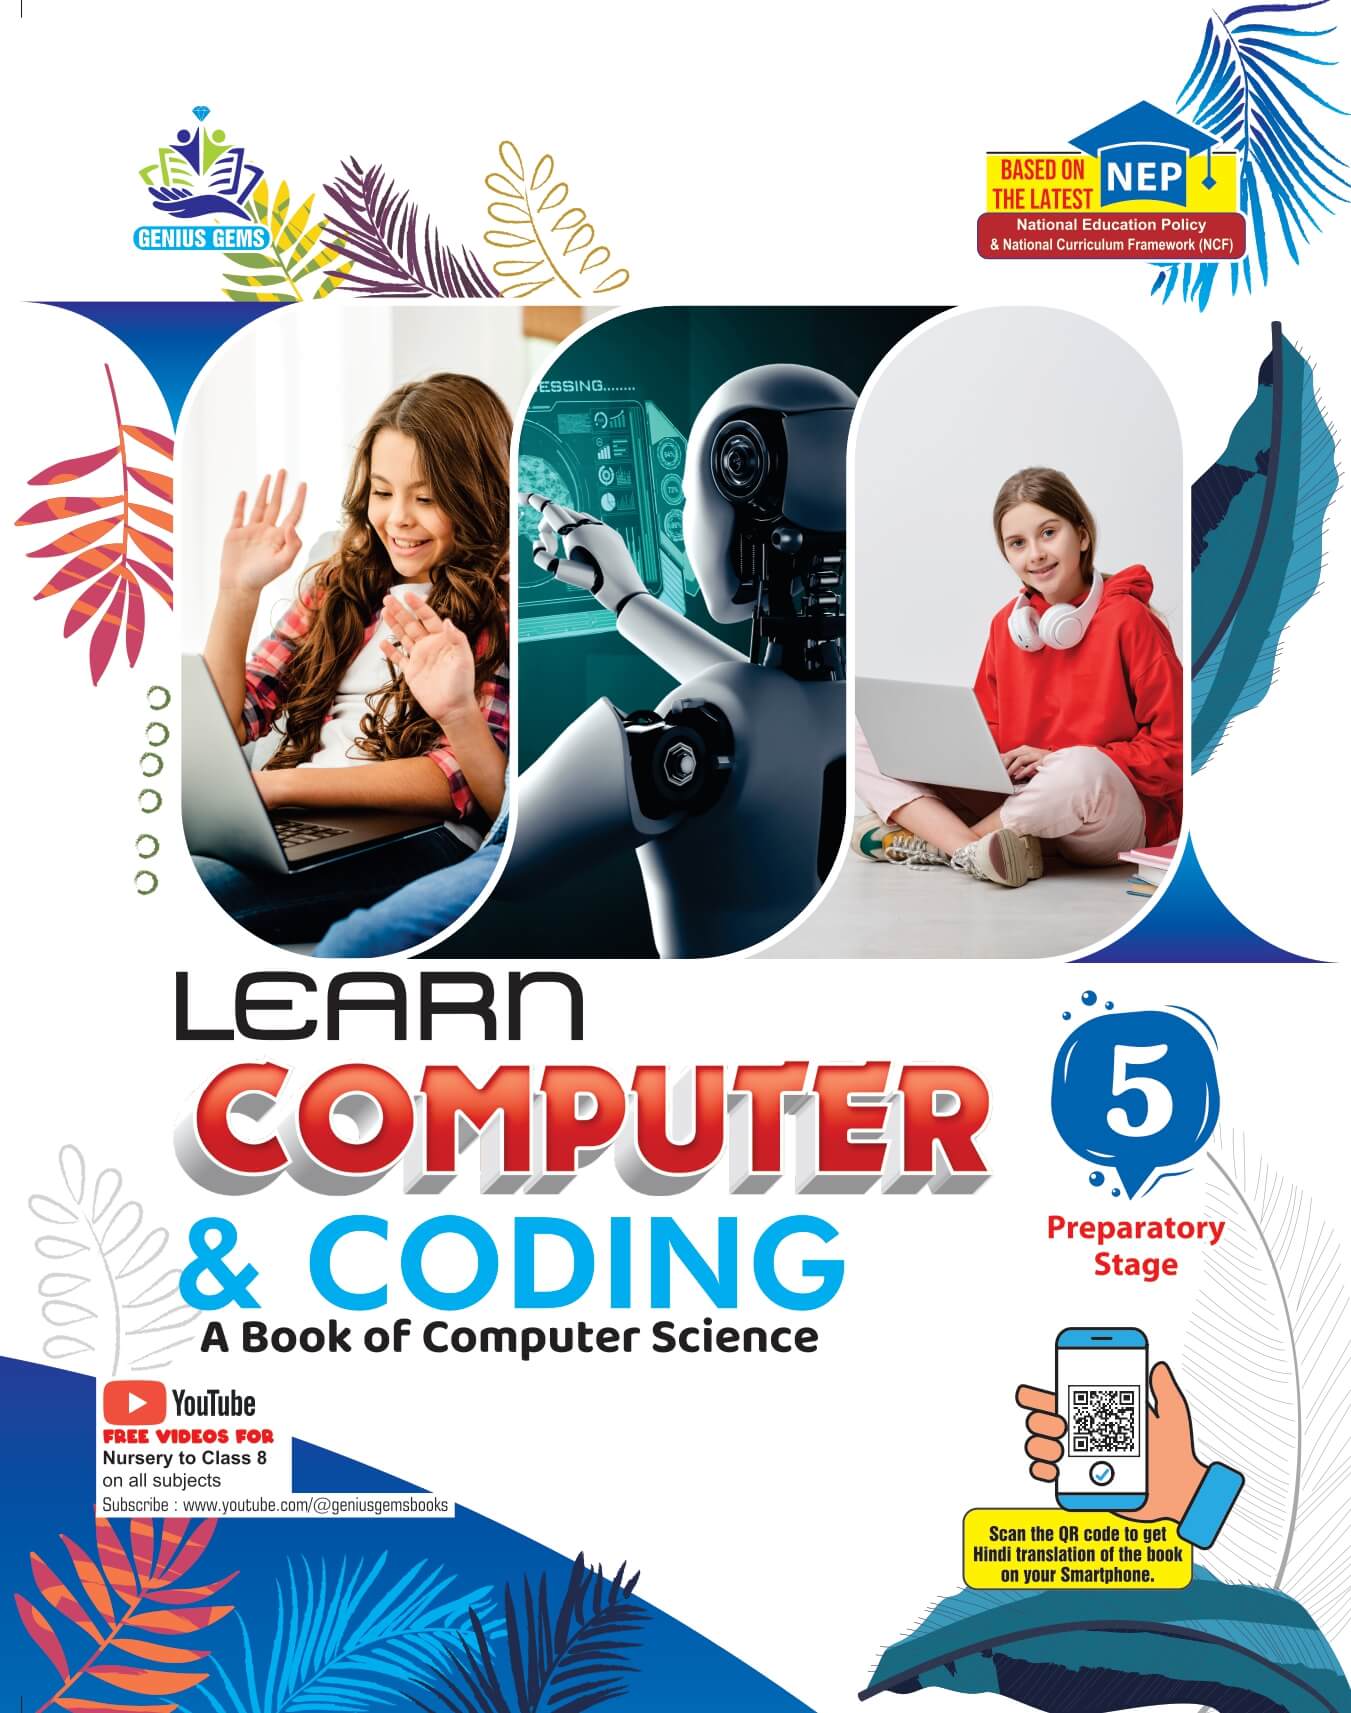 GENIUS GEMS
BASED ON
THE LATEST
NEP
National Education Policy
& National Curriculum Framework (NCF)
ESSING........
LEARN
COMPUTER
& CODING
A Book of Computer Science
5
Preparatory
Stage
YouTube
FREE VIDEOS FOR
Nursery to Class 8
on all subjects
Subscribe : www.youtube.com/@geniusgemsbooks
Scan the QR code to get
Hindi translation of the book
on your Smartphone.